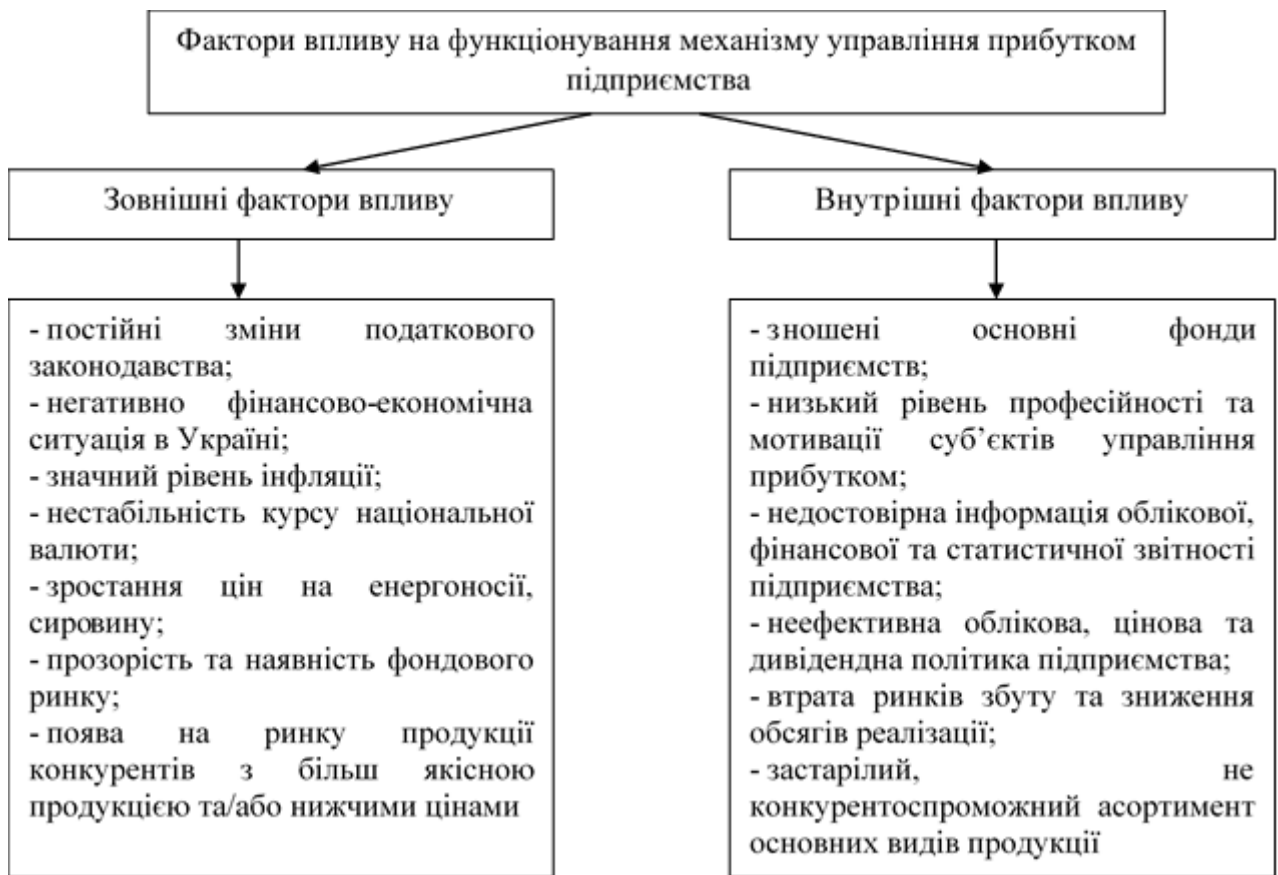 Фактори впливу на функціонування механізму управління прибутком
підприємства
Зовнішні фактори впливу
Внутрішні фактори впливу
- постійні зміни податкового
законодавства;
- негативно фінансово-економічна
ситуація в Україні;
- значний рівень інфляції;
- нестабільність курсу національної
валюти;
- зростання цін на енергоносії,
сировину;
- прозорість та наявність фондового
ринку;
- поява на ринку продукції
конкурентів з більш якісною
продукцією та/або нижчими цінами
- зношені основні фонди
підприємств;
- низький рівень професійності та
мотивації суб’єктів управління
прибутком;
- недостовірна інформація облікової,
фінансової та статистичної звітності
підприємства;
- неефективна облікова, цінова та
дивідендна політика підприємства;
- втрата ринків збуту та зниження
обсягів реалізації;
- застарілий, не
конкурентоспроможний асортимент
основних видів продукції